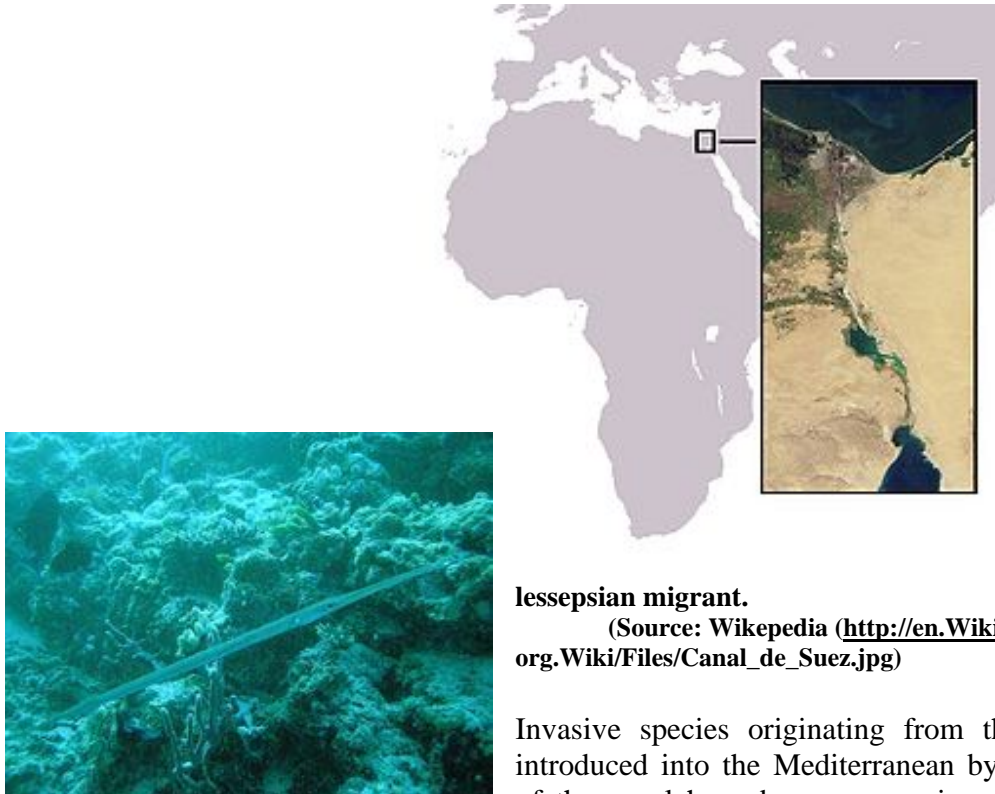 lessepsian migrant.
(Source: Wikepedia (http://en.Wiki
org.Wiki/Files/Canal_de_Suez.jpg)
Invasive species originating from th
introduced into the Mediterranean by